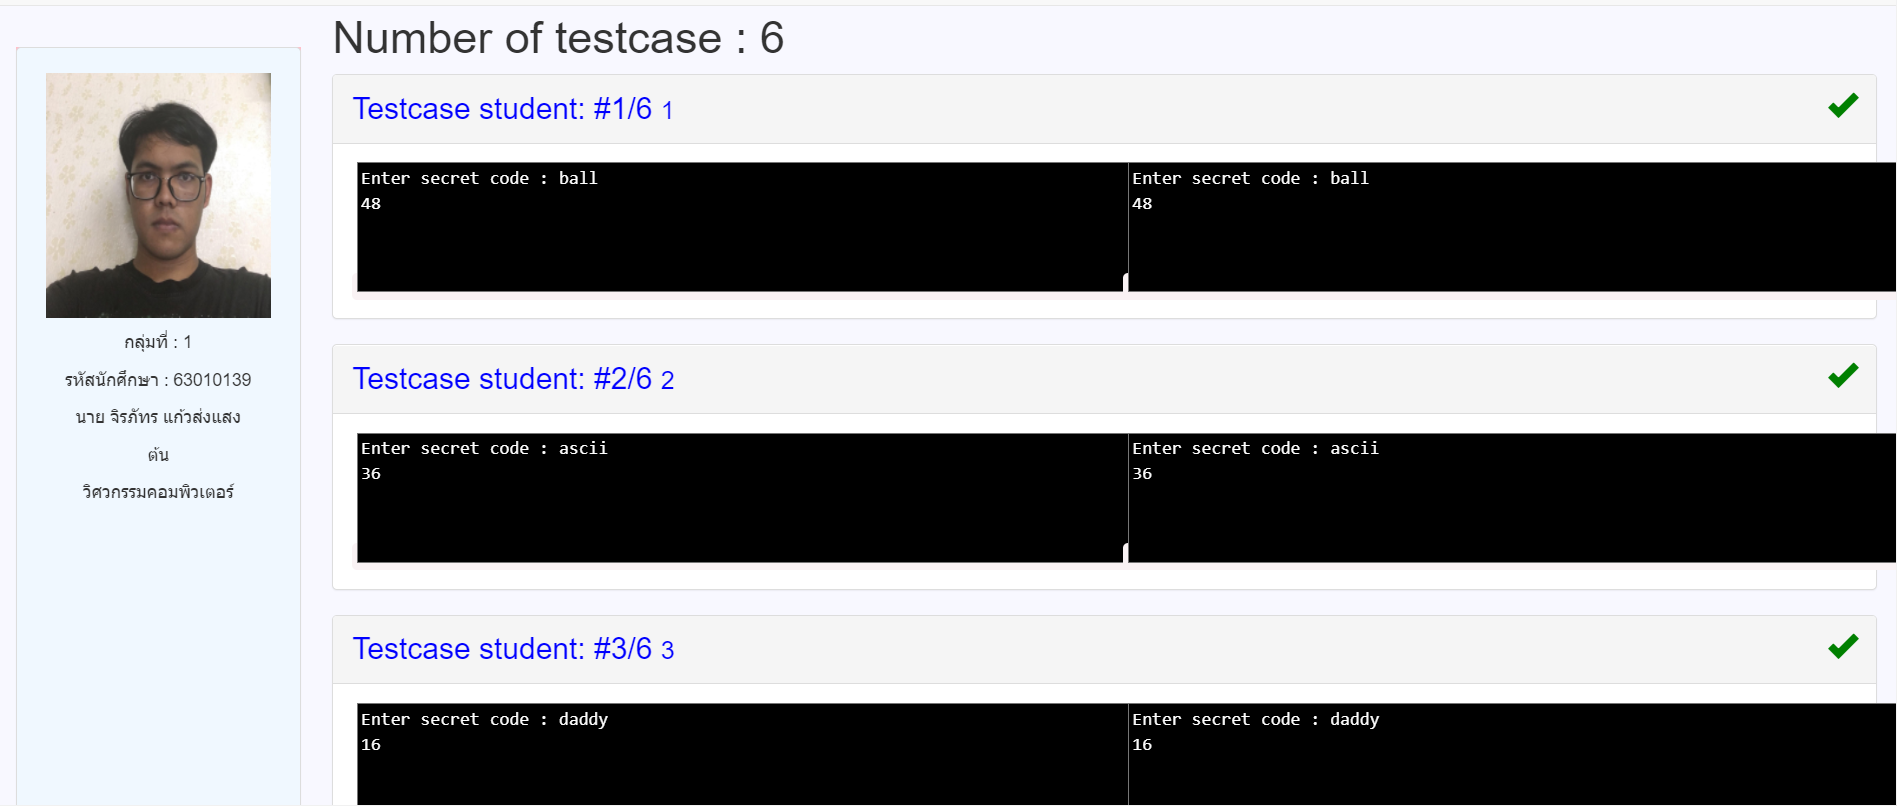 Number of testcase : 6
กลุ่มที่ : 1
รหัสนักศึกษา : 63010139
นาย จิรภัทร แก้วส่งแสง
ต้น
วิศวกรรมคอมพิวเตอร์
Testcase student: #1/6 1
Enter secret code : ball
48
Enter secret code : ball
48
Testcase student: #2/6 2
Enter secret code : ascii
36
Enter secret code : ascii
36
Testcase student: #3/6 3
Enter secret code : daddy
16
Enter secret code : daddy
16